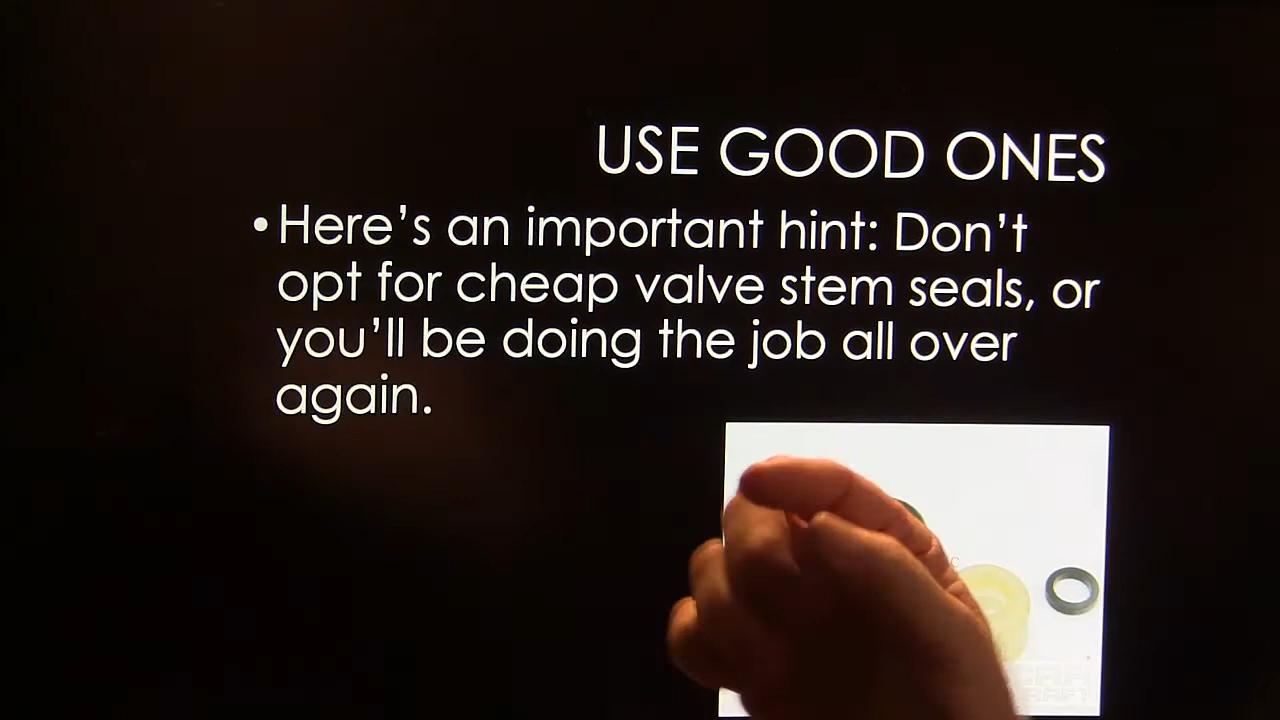 USE GOOD ONES
•Here’s an important hint: Don’t
opt for cheap valve stem seals, or
you’ll be doing the job all over
again.